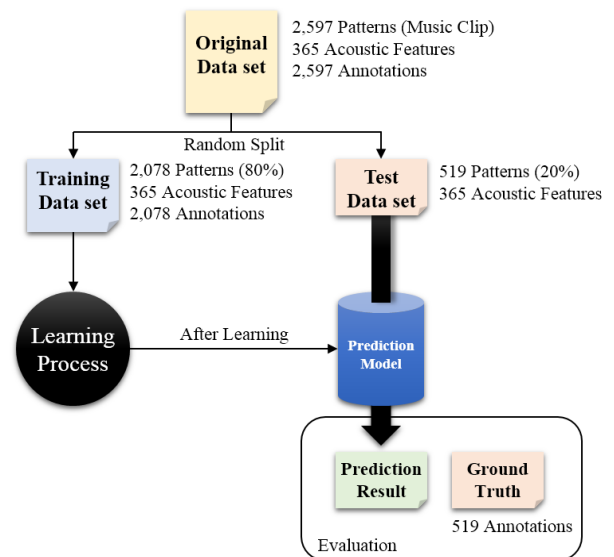 Original
Data set
2,597 Patterns (Music Clip)
365 Acoustic Features
2,597 Annotations
Random Split
Training
Data set
2,078 Patterns (80%)
365 Acoustic Features
2,078 Annotations
Test
Data set
519 Patterns (20%)
365 Acoustic Features
Learning
Process
After Learning
Prediction
Model
Prediction
Result
Ground
Truth
519 Annotations
Evaluation